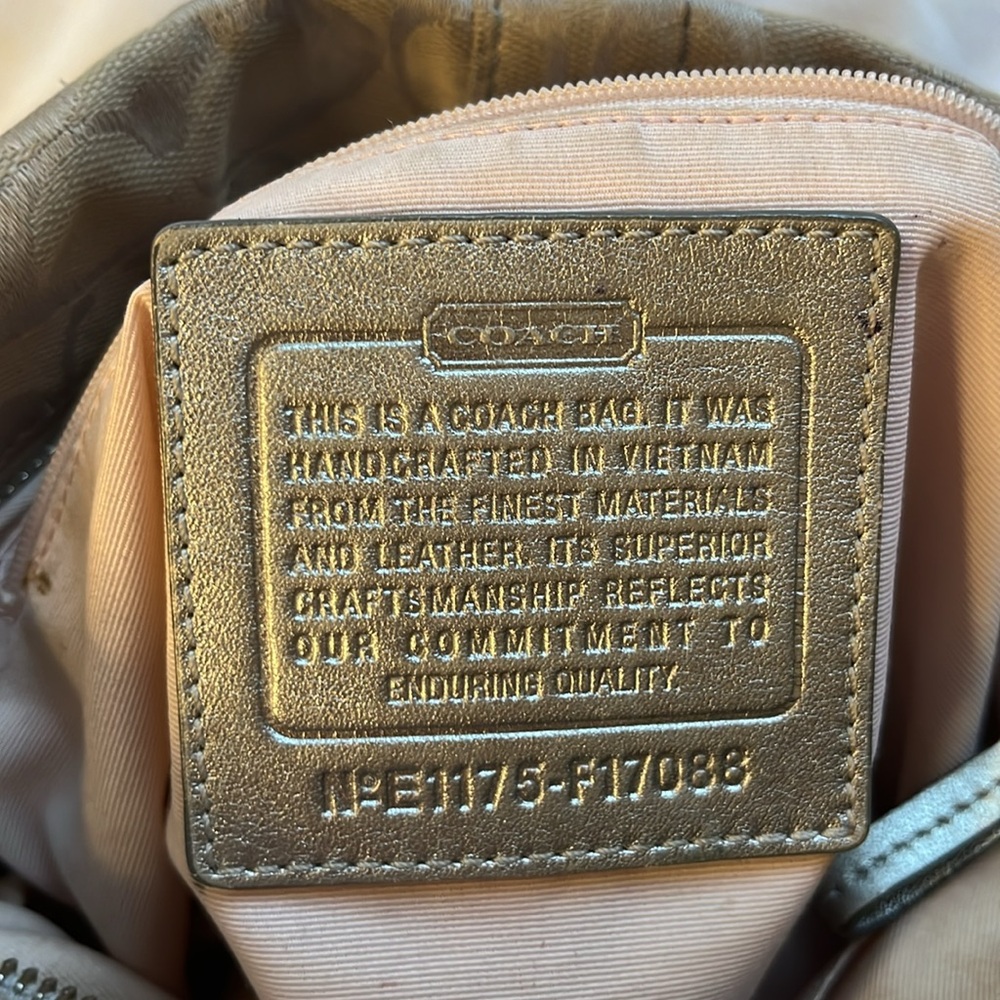 COACH
THIS IS A COACH BAG. IT WAS
HANDCRAFTED IN VIETNAM
FROM THE FINEST MATERIALS
AND LEATHER. ITS SUPERIOR
CRAFTSMANSHIP REFLECTS
OUR COMMITMENT TO
ENDURING QUALITY.
NºE1175-F17088